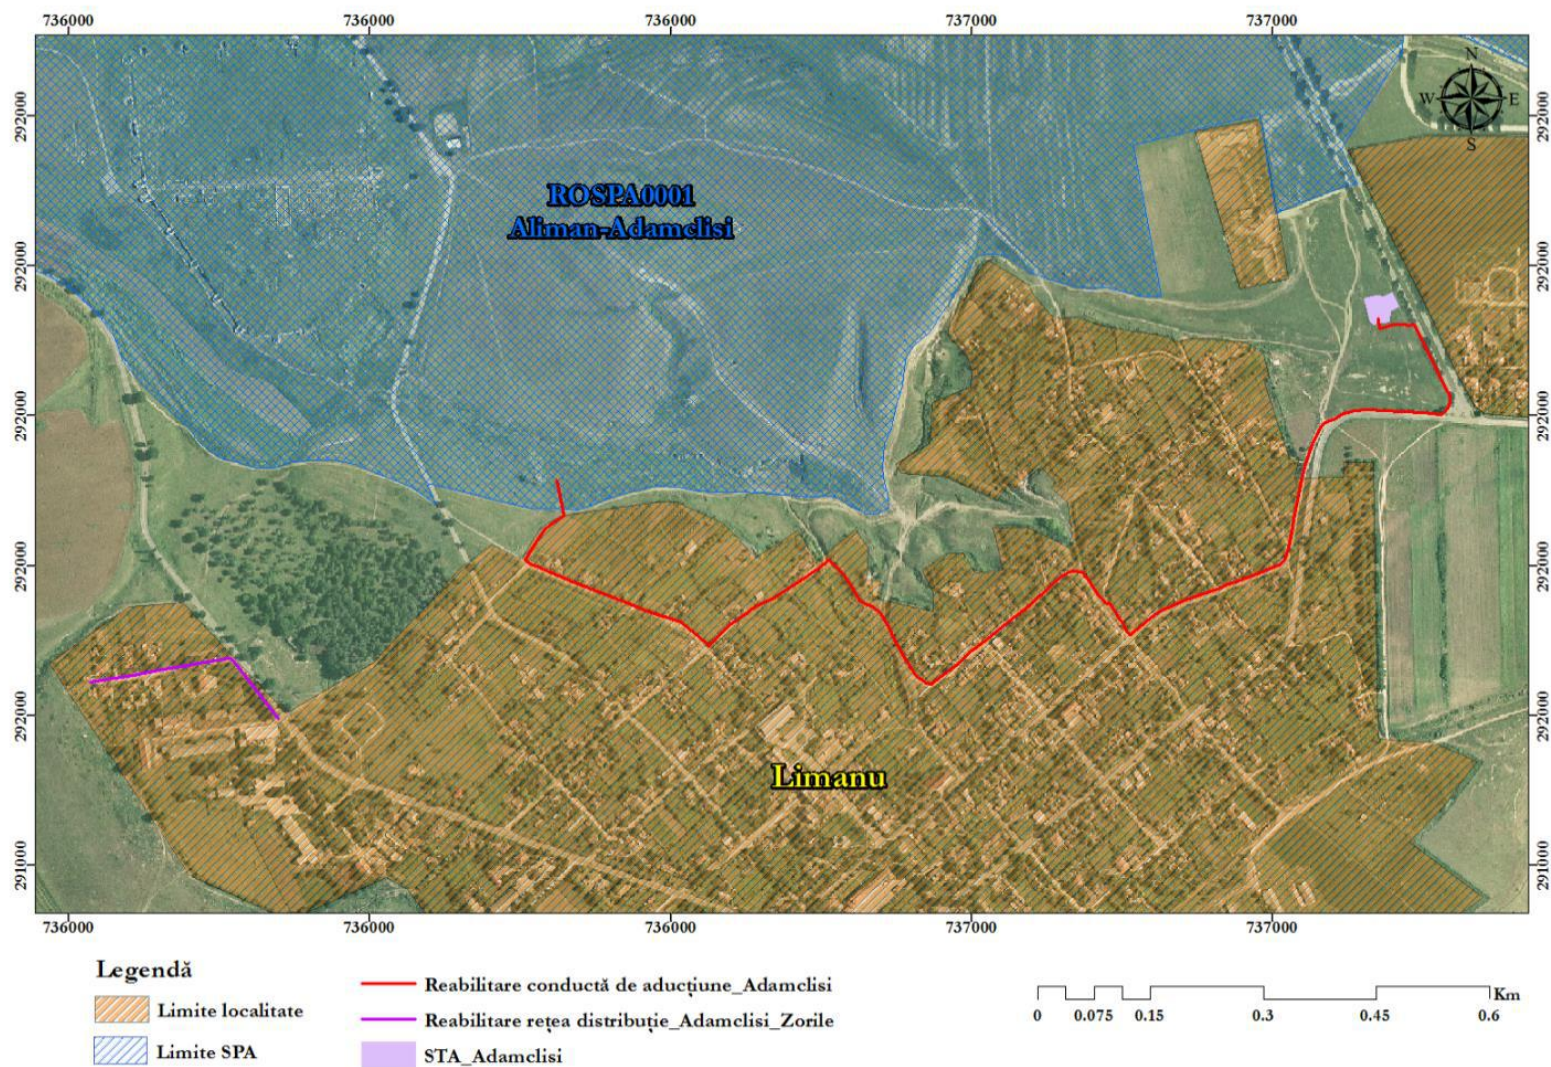 736000 736000 736000 737000 737000
N
W E
S
292000 292000
ROSPA0001
Aliman-Adamclisi
292000 292000
292000 292000
292000 292000
292000 292000
Limanu
291000 291000
736000 736000 736000 737000 737000
Legendă
Limite localitate
Limite SPA
Reabilitare conductă de aducțiune_Adamclisi
Reabilitare rețea distribuție_Adamclisi_Zorile
STA_Adamclisi
Km
0 0.075 0.15 0.3 0.45 0.6